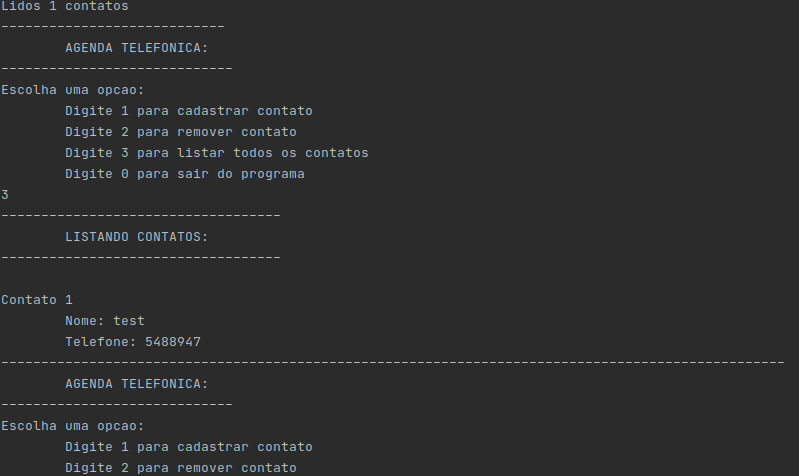 Lidos 1 contatos
----------------------------
AGENDA TELEFONICA:
-----------------------------
Escolha uma opcao:
Digite 1 para cadastrar contato
Digite 2 para remover contato
Digite 3 para listar todos os contatos
Digite 0 para sair do programa
3
-----------------------------------
LISTANDO CONTATOS:
-----------------------------------
Contato 1
Nome: test
Telefone: 5488947
--------------------------------------------------------------------------------------------------
AGENDA TELEFONICA:
-----------------------------
Escolha uma opcao:
Digite 1 para cadastrar contato
Digite 2 para remover contato